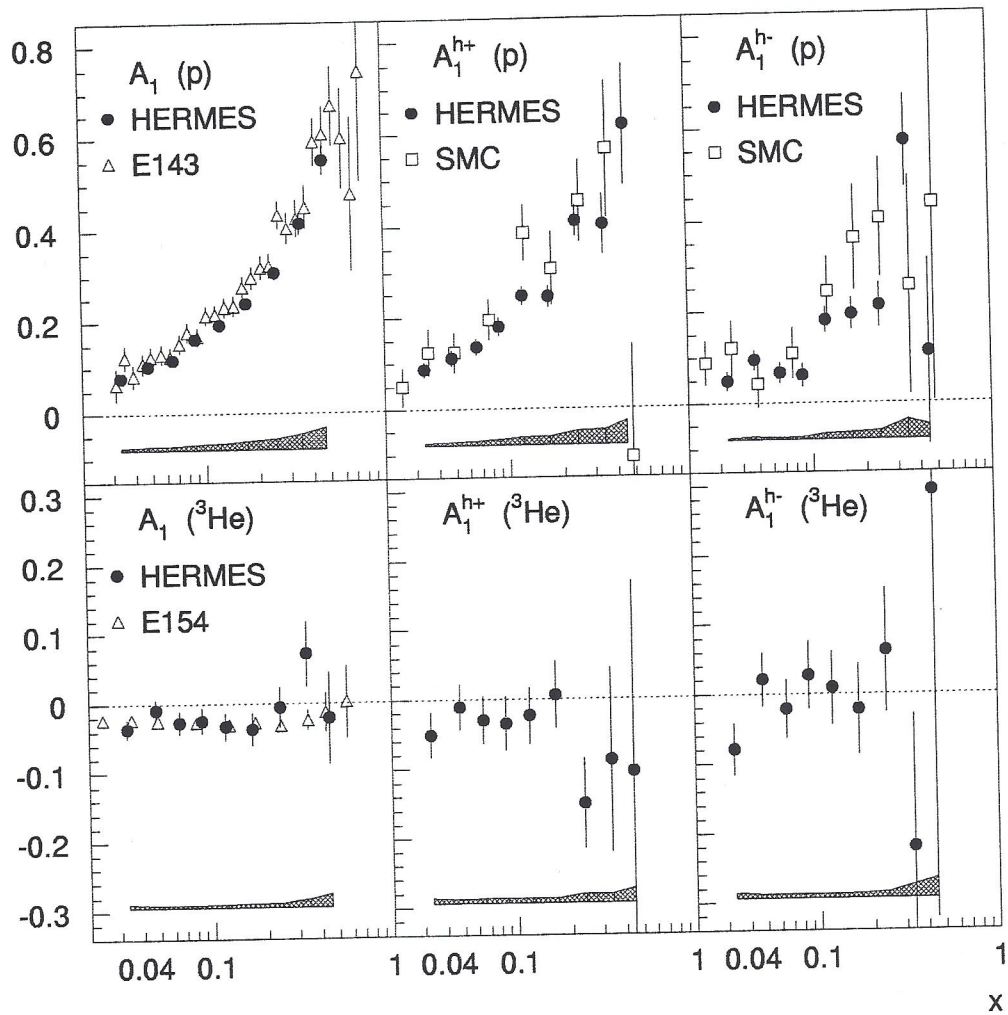 0.8
0.6
0.4
0.2
0
A₁ (p)
HERMES
E143
A₁ʰ⁺ (p)
HERMES
SMC
A₁ʰ⁻ (p)
HERMES
SMC
0.3
0.2
0.1
0
-0.1
-0.2
-0.3
A₁ (³He)
HERMES
E154
A₁ʰ⁺ (³He)
A₁ʰ⁻ (³He)
0.04 0.1 1 0.04 0.1 1 0.04 0.1 1
x